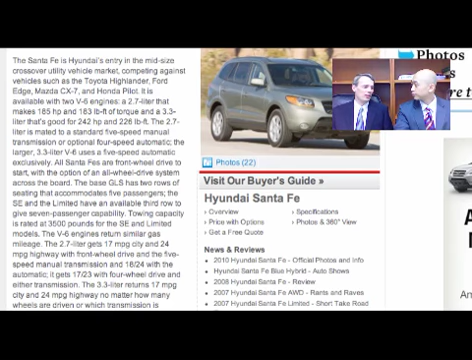 The Santa Fe is Hyundai's entry in the mid-size
crossover utility vehicle market, competing against
vehicles such as the Toyota Highlander, Ford
Edge, Mazda CX-7, and Honda Pilot. It is
available with two V-6 engines: a 2.7-liter that
makes 185 hp and 183 lb-ft of torque and a 3.3-
liter that's good for 242 hp and 226 lb-ft. The 2.7-
liter is mated to a standard five-speed manual
transmission or optional four-speed automatic; the
larger, 3.3-liter V-6 uses a five-speed automatic
exclusively. All Santa Fes are front-wheel drive to
start, with the option of an all-wheel-drive system
across the board. The base GLS has two rows of
seating that accommodates five passengers; the
SE and the Limited have an available third row to
give seven-passenger capability. Towing capacity
is rated at 3500 pounds for the SE and Limited
models. The V-6 engines return similar gas
mileage. The 2.7-liter gets 17 mpg city and 24
mpg highway with front-wheel drive and the five-
speed manual transmission and 18/24 with the
automatic; it gets 17/23 with four-wheel drive and
either transmission. The 3.3-liter returns 17 mpg
city and 24 mpg highway no matter how many
wheels are driven or which transmission is
Photos (22)
Visit Our Buyer's Guide »
Hyundai Santa Fe
› Overview
› Specifications
› Price with Options
› Photos & 360° View
› Get a Free Quote
News & Reviews
• 2010 Hyundai Santa Fe - Official Photos and Info
• Hyundai Santa Fe Blue Hybrid - Auto Shows
• 2008 Hyundai Santa Fe - Review
• 2007 Hyundai Santa Fe AWD - Rants and Raves
• 2007 Hyundai Santa Fe Limited - Short Take Road
Photos
s
re t
A
An